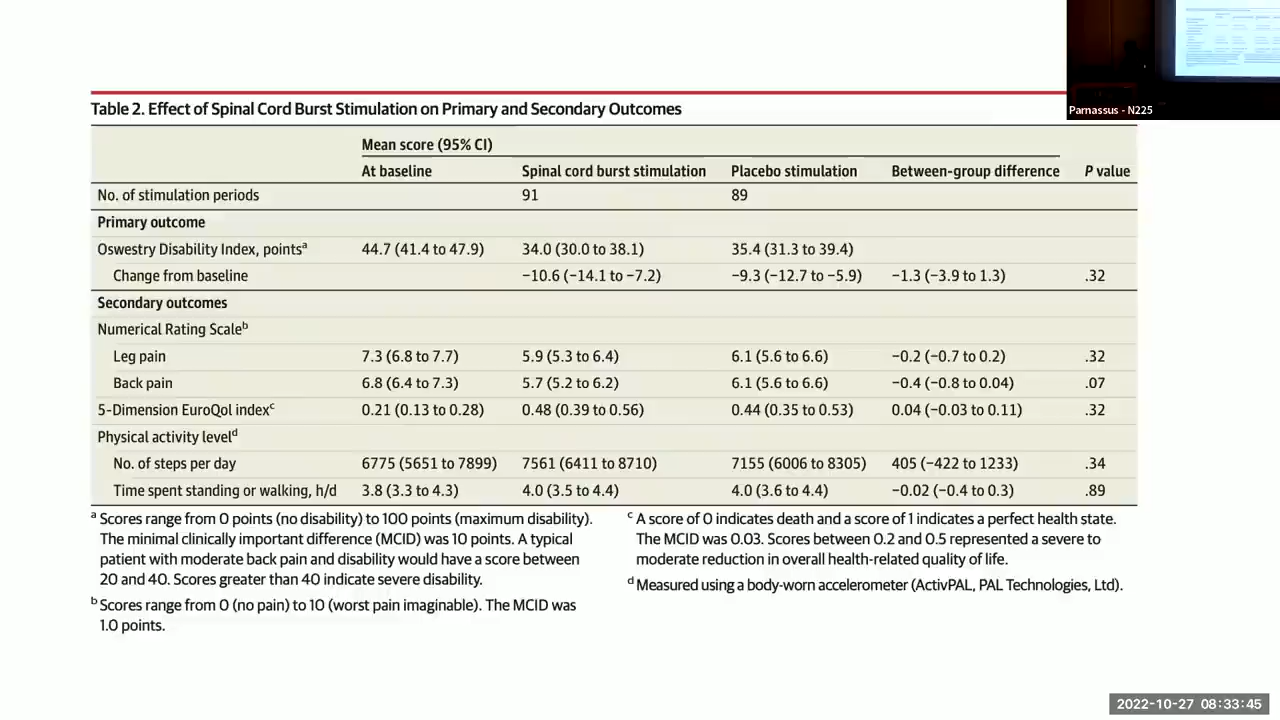 Parnassus - N225
Table 2. Effect of Spinal Cord Burst Stimulation on Primary and Secondary Outcomes
Mean score (95% CI)
At baseline Spinal cord burst stimulation Placebo stimulation Between-group difference P value
No. of stimulation periods 91 89
Primary outcome
Oswestry Disability Index, pointsᵃ 44.7 (41.4 to 47.9) 34.0 (30.0 to 38.1) 35.4 (31.3 to 39.4)
Change from baseline −10.6 (−14.1 to −7.2) −9.3 (−12.7 to −5.9) −1.3 (−3.9 to 1.3) .32
Secondary outcomes
Numerical Rating Scaleᵇ
Leg pain 7.3 (6.8 to 7.7) 5.9 (5.3 to 6.4) 6.1 (5.6 to 6.6) −0.2 (−0.7 to 0.2) .32
Back pain 6.8 (6.4 to 7.3) 5.7 (5.2 to 6.2) 6.1 (5.6 to 6.6) −0.4 (−0.8 to 0.04) .07
5-Dimension EuroQol indexᶜ 0.21 (0.13 to 0.28) 0.48 (0.39 to 0.56) 0.44 (0.35 to 0.53) 0.04 (−0.03 to 0.11) .32
Physical activity levelᵈ
No. of steps per day 6775 (5651 to 7899) 7561 (6411 to 8710) 7155 (6006 to 8305) 405 (−422 to 1233) .34
Time spent standing or walking, h/d 3.8 (3.3 to 4.3) 4.0 (3.5 to 4.4) 4.0 (3.6 to 4.4) −0.02 (−0.4 to 0.3) .89
ᵃ Scores range from 0 points (no disability) to 100 points (maximum disability).
The minimal clinically important difference (MCID) was 10 points. A typical
patient with moderate back pain and disability would have a score between
20 and 40. Scores greater than 40 indicate severe disability.
ᵇ Scores range from 0 (no pain) to 10 (worst pain imaginable). The MCID was
1.0 points.
ᶜ A score of 0 indicates death and a score of 1 indicates a perfect health state.
The MCID was 0.03. Scores between 0.2 and 0.5 represented a severe to
moderate reduction in overall health-related quality of life.
ᵈ Measured using a body-worn accelerometer (ActivPAL, PAL Technologies, Ltd).
2022-10-27 08:33:45